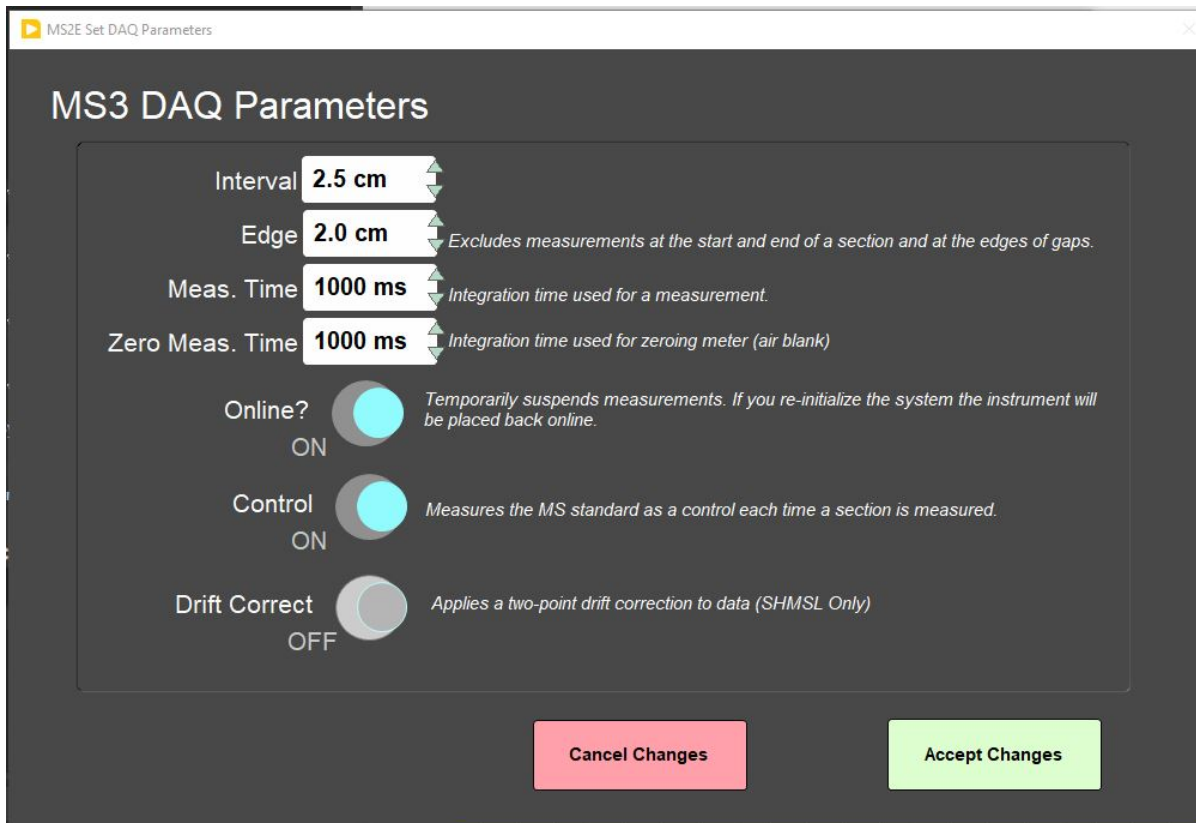 MS2E Set DAQ Parameters
MS3 DAQ Parameters
Interval 2.5 cm
Edge 2.0 cm Excludes measurements at the start and end of a section and at the edges of gaps.
Meas. Time 1000 ms Integration time used for a measurement.
Zero Meas. Time 1000 ms Integration time used for zeroing meter (air blank)
Online? Temporarily suspends measurements. If you re-initialize the system the instrument will
be placed back online.
ON
Control Measures the MS standard as a control each time a section is measured.
ON
Drift Correct Applies a two-point drift correction to data (SHMSL Only)
OFF
Cancel Changes Accept Changes